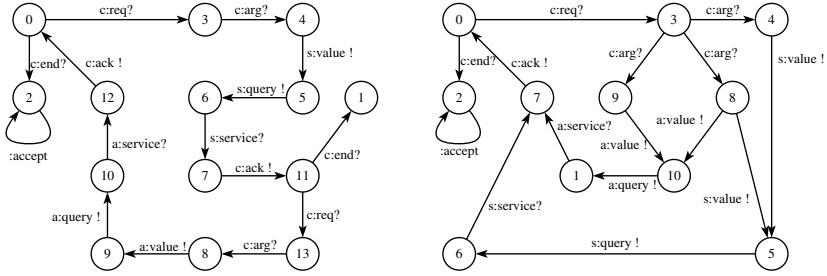 0 c:req? 3 c:arg? 4
c:end? c:ack ! s:value !
2 12 6 s:query ! 5 1
:accept a:service? s:service? c:end?
10 7 c:ack ! 11
a:query ! c:req?
9 a:value ! 8 c:arg? 13
0 c:req? 3 c:arg? 4
c:end? c:ack ! c:arg? c:arg? s:value !
2 7 9 8
:accept a:service? a:value ! a:value !
1 a:query ! 10
s:service? s:value !
6 s:query ! 5